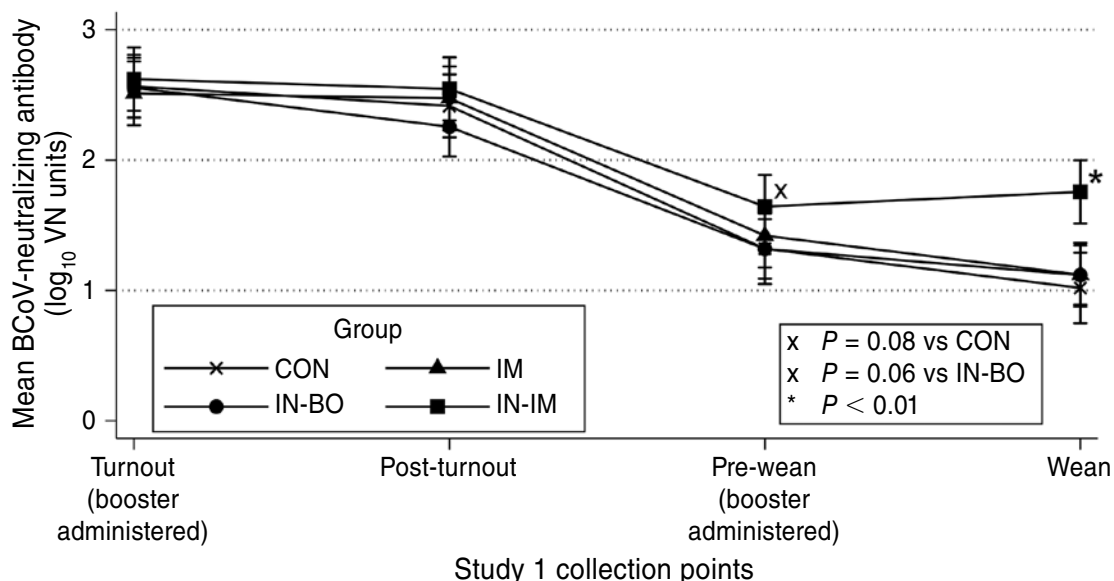 Mean BCoV-neutralizing antibody
(log10 VN units)
3
2
1
0
Group
CON
IM
IN-BO
IN-IM
x
*
x P = 0.08 vs CON
x P = 0.06 vs IN-BO
* P < 0.01
Turnout
(booster
administered)
Post-turnout
Pre-wean
(booster
administered)
Wean
Study 1 collection points